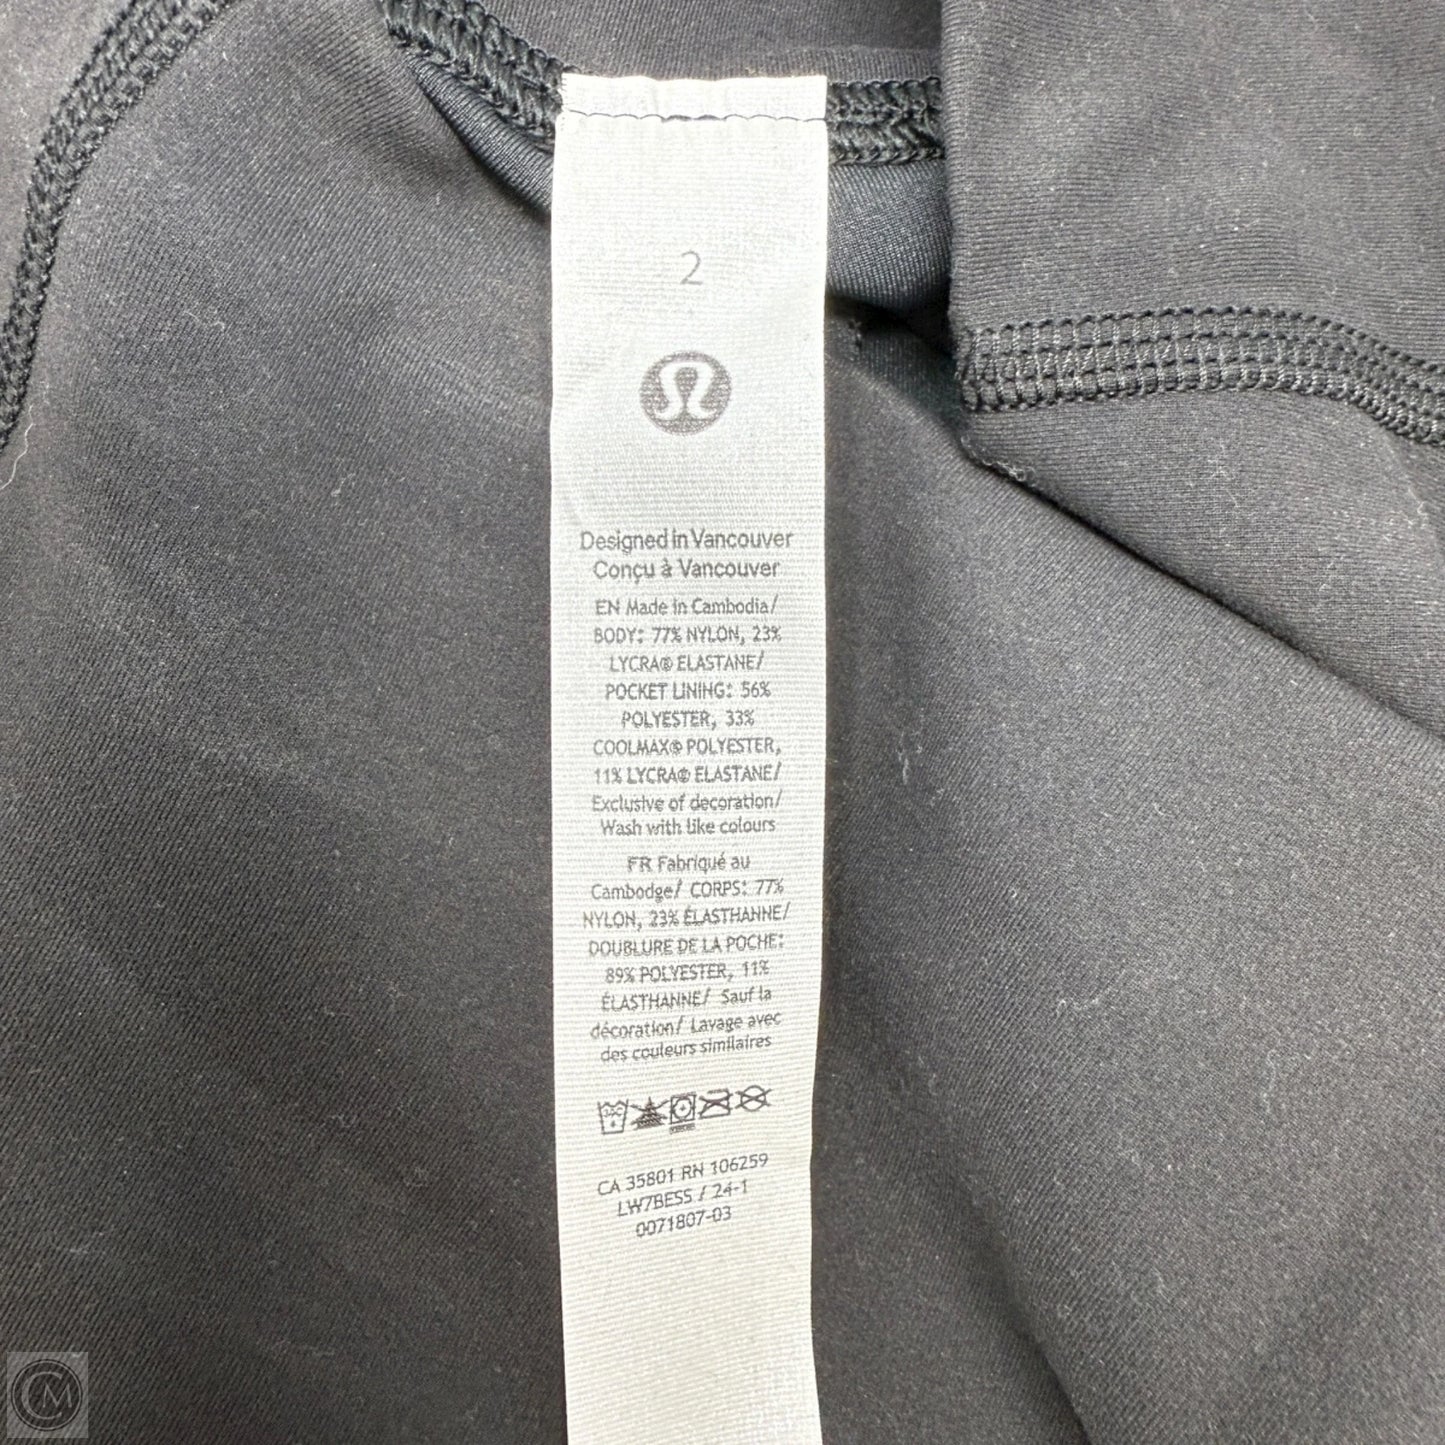 2
Designed in Vancouver
Conçu à Vancouver
EN Made in Cambodia/
BODY: 77% NYLON, 23%
LYCRA® ELASTANE/
POCKET LINING: 56%
POLYESTER, 33%
COOLMAX® POLYESTER,
11% LYCRA® ELASTANE/
Exclusive of decoration/
Wash with like colours
FR Fabriqué au
Cambodge/ CORPS: 77%
NYLON, 23% ÉLASTHANNE/
DOUBLURE DE LA POCHE:
89% POLYESTER, 11%
ÉLASTHANNE/ Sauf la
décoration/ Lavage avec
des couleurs similaires
CA 35801 RN 106259
LW7BESS / 24-1
0071807-03
CM